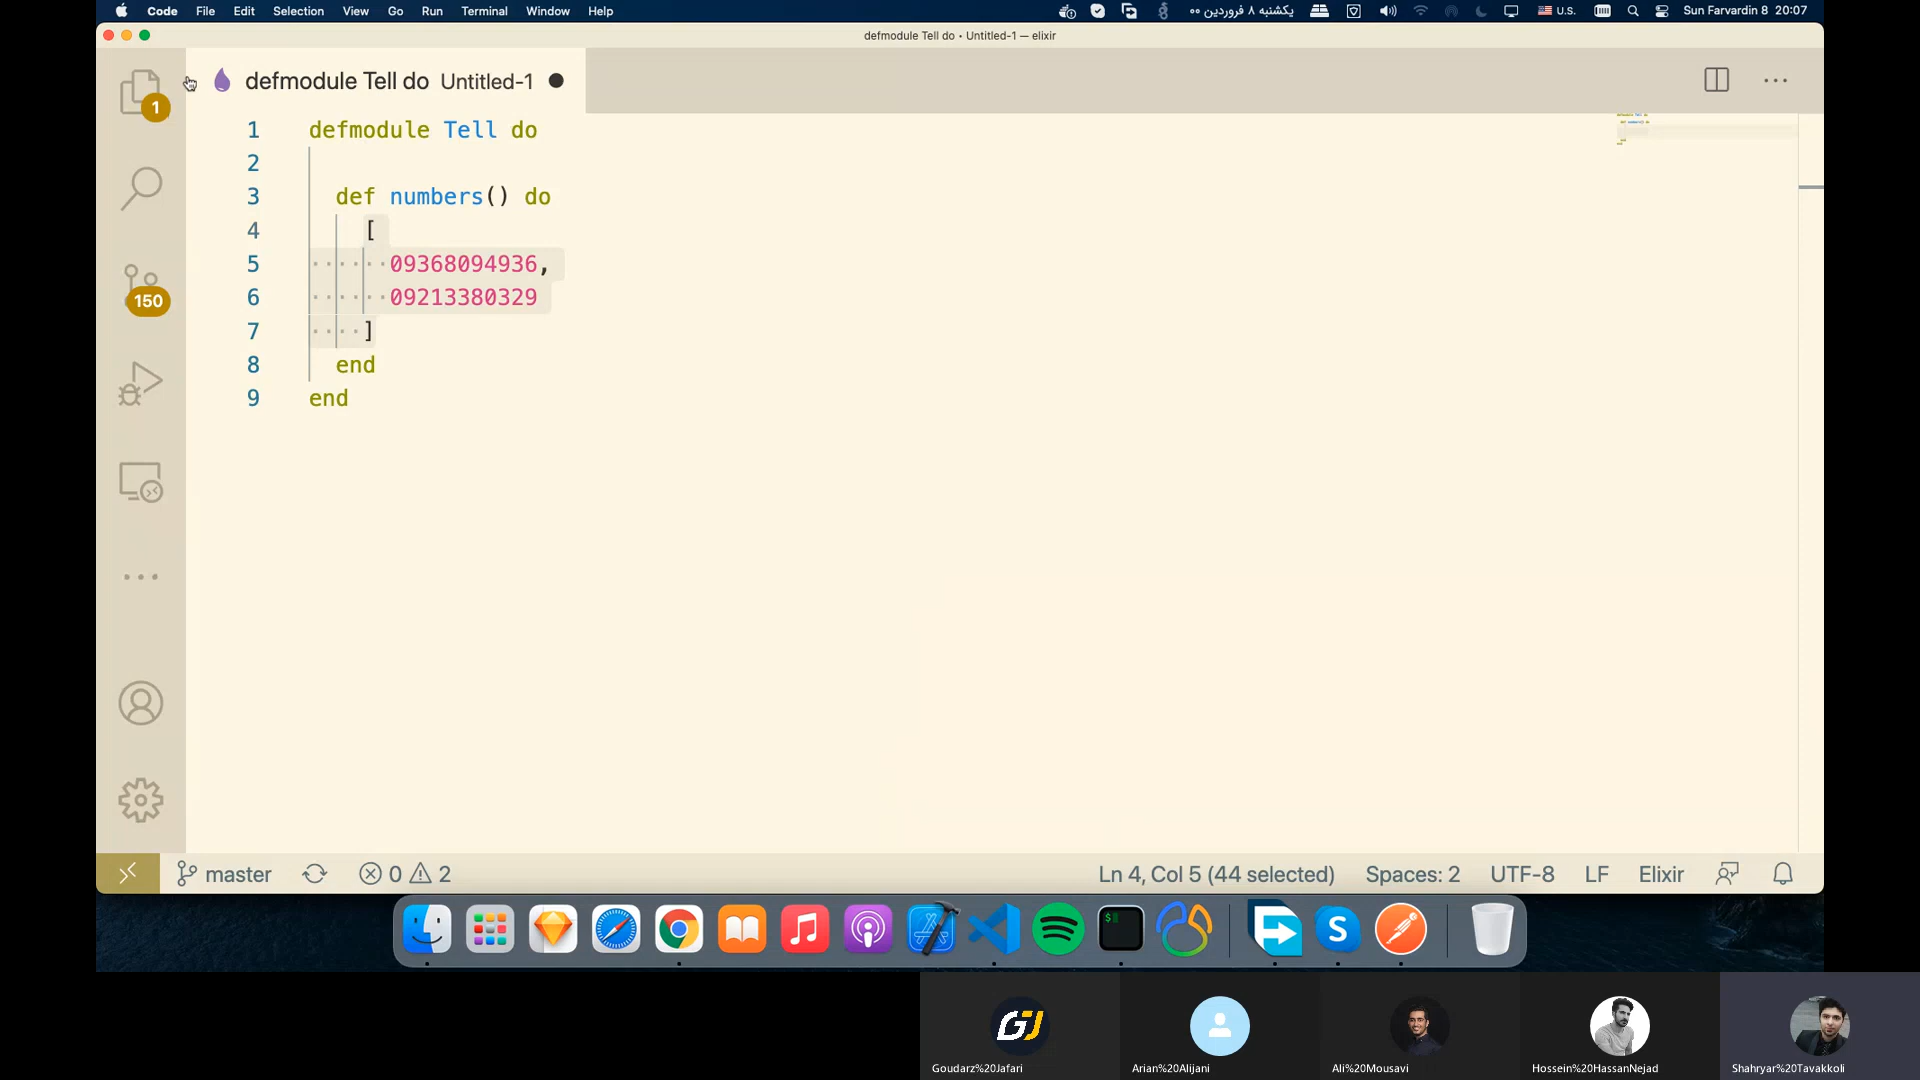 Code File Edit Selection View Go Run Terminal Window Help یکشنبه ۸ فروردین ۰۰ U.S. Sun Farvardin 8 20:07
defmodule Tell do • Untitled-1 — elixir
defmodule Tell do Untitled-1
1
150
1 defmodule Tell do
2
3 def numbers() do
4 [
5 09368094936,
6 09213380329
7 ]
8 end
9 end
master 0 2 Ln 4, Col 5 (44 selected) Spaces: 2 UTF-8 LF Elixir
Goudarz%20Jafari Arian%20Alijani Ali%20Mousavi Hossein%20HassanNejad Shahryar%20Tavakkoli